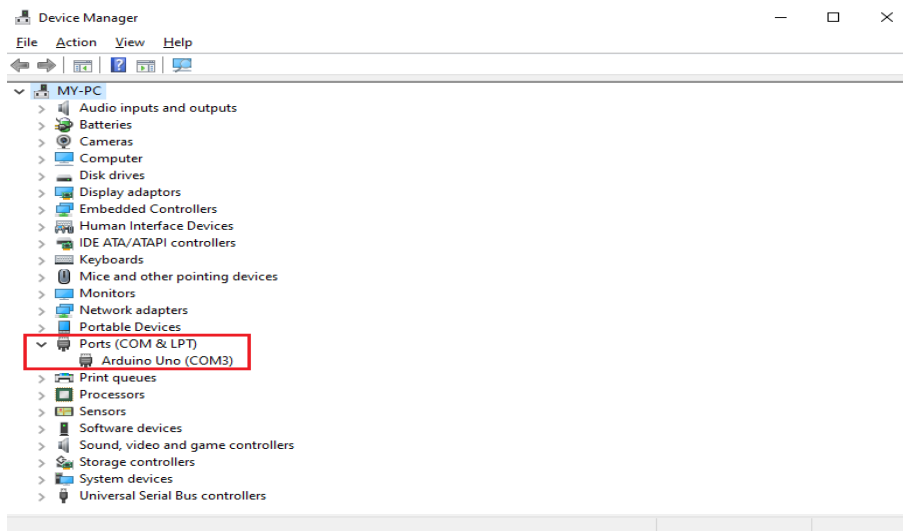 Device Manager
File Action View Help
MY-PC
Audio inputs and outputs
Batteries
Cameras
Computer
Disk drives
Display adaptors
Embedded Controllers
Human Interface Devices
IDE ATA/ATAPI controllers
Keyboards
Mice and other pointing devices
Monitors
Network adapters
Portable Devices
Ports (COM & LPT)
Arduino Uno (COM3)
Print queues
Processors
Sensors
Software devices
Sound, video and game controllers
Storage controllers
System devices
Universal Serial Bus controllers